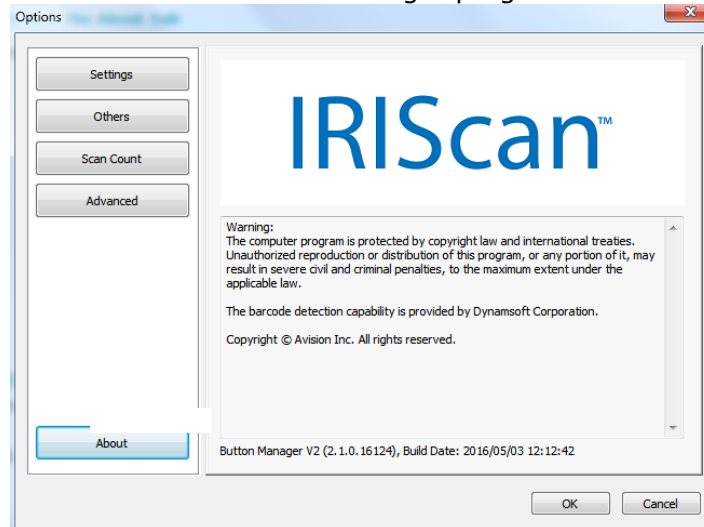 Options
X
Settings
Others
Scan Count
Advanced
About
IRIScan™
Warning:
The computer program is protected by copyright law and international treaties.
Unauthorized reproduction or distribution of this program, or any portion of it, may
result in severe civil and criminal penalties, to the maximum extent under the
applicable law.
The barcode detection capability is provided by Dynamsoft Corporation.
Copyright © Avision Inc. All rights reserved.
Button Manager V2 (2.1.0.16124), Build Date: 2016/05/03 12:12:42
OK
Cancel